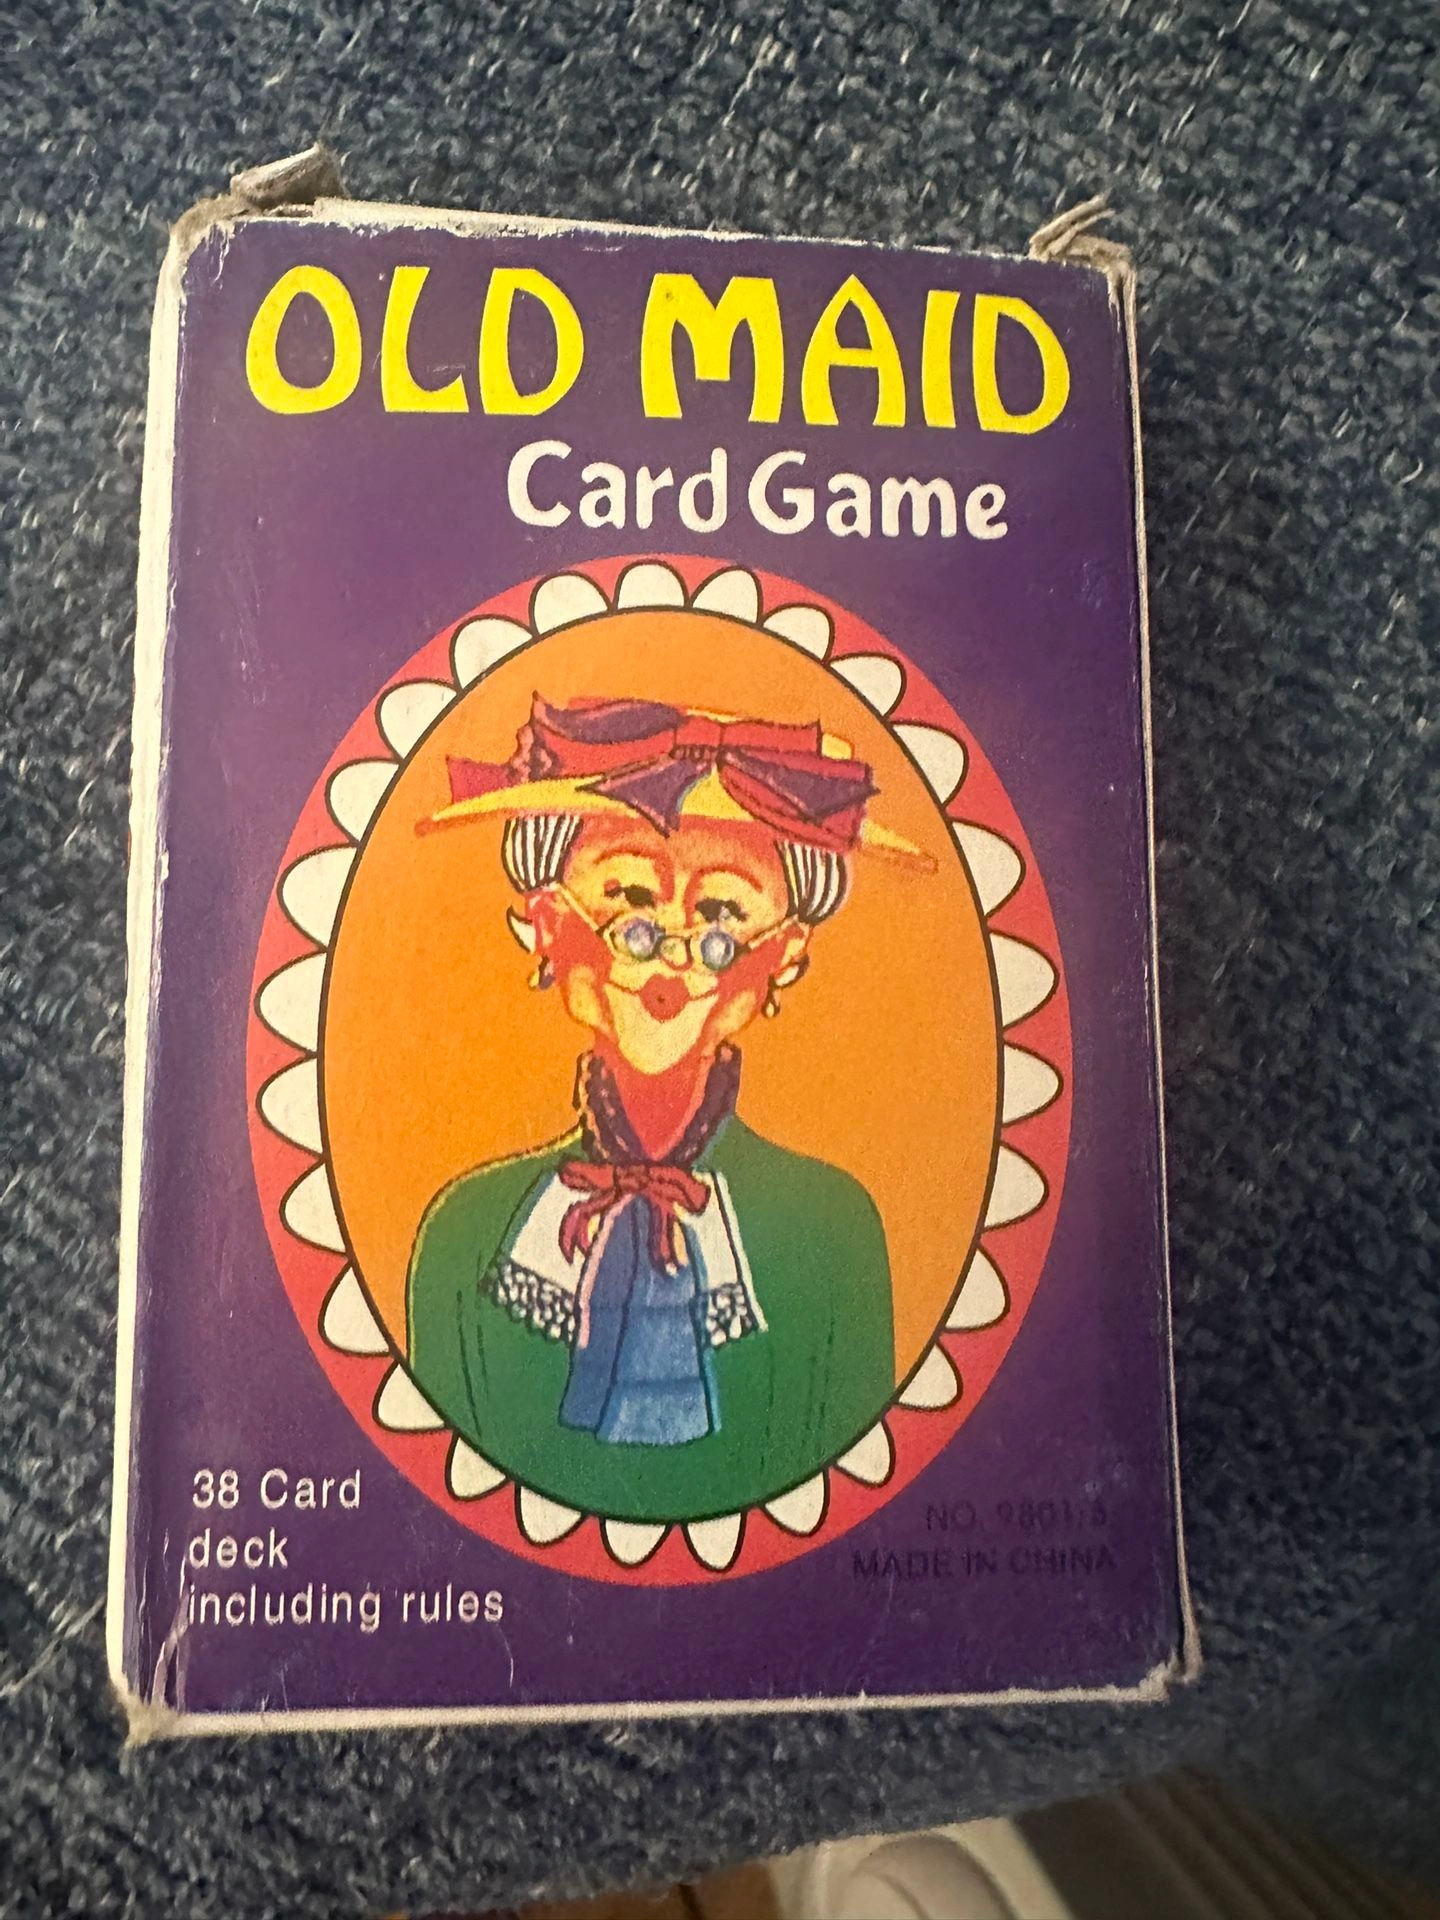 OLD MAID
Card Game
38 Card
deck
including rules
MADE IN CHINA